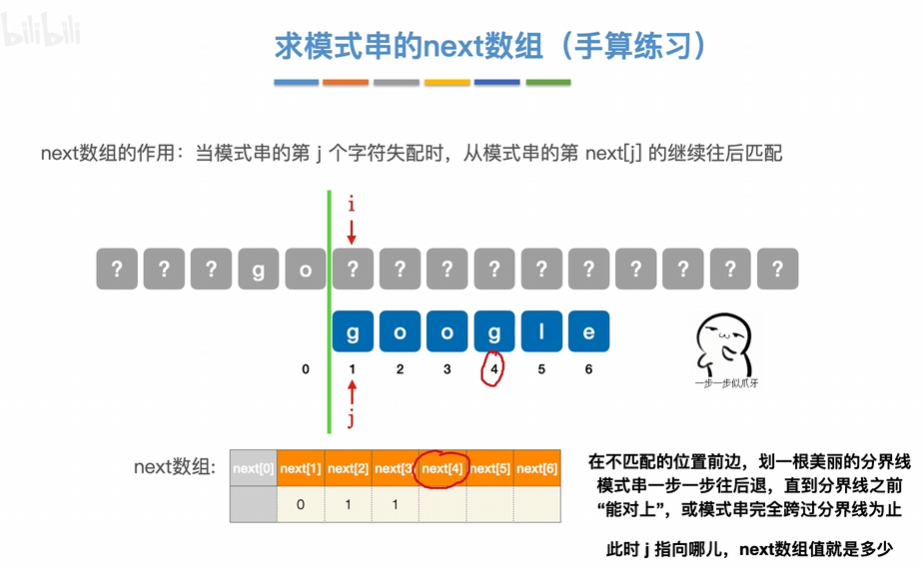 bilibili
求模式串的next数组（手算练习）
next数组的作用：当模式串的第 j 个字符失配时，从模式串的第 next[j] 的继续往后匹配
i
? ? ? g o ? ? ? ? ? ? ? ? ? ?
g o o g l e
0 1 2 3 4 5 6
j
一步一步似爪牙
next数组: next[0] next[1] next[2] next[3 next[4] next[5] next[6]
0 1 1
在不匹配的位置前边，划一根美丽的分界线
模式串一步一步往后退，直到分界线之前
“能对上”，或模式串完全跨过分界线为止
此时 j 指向哪儿，next数组值就是多少